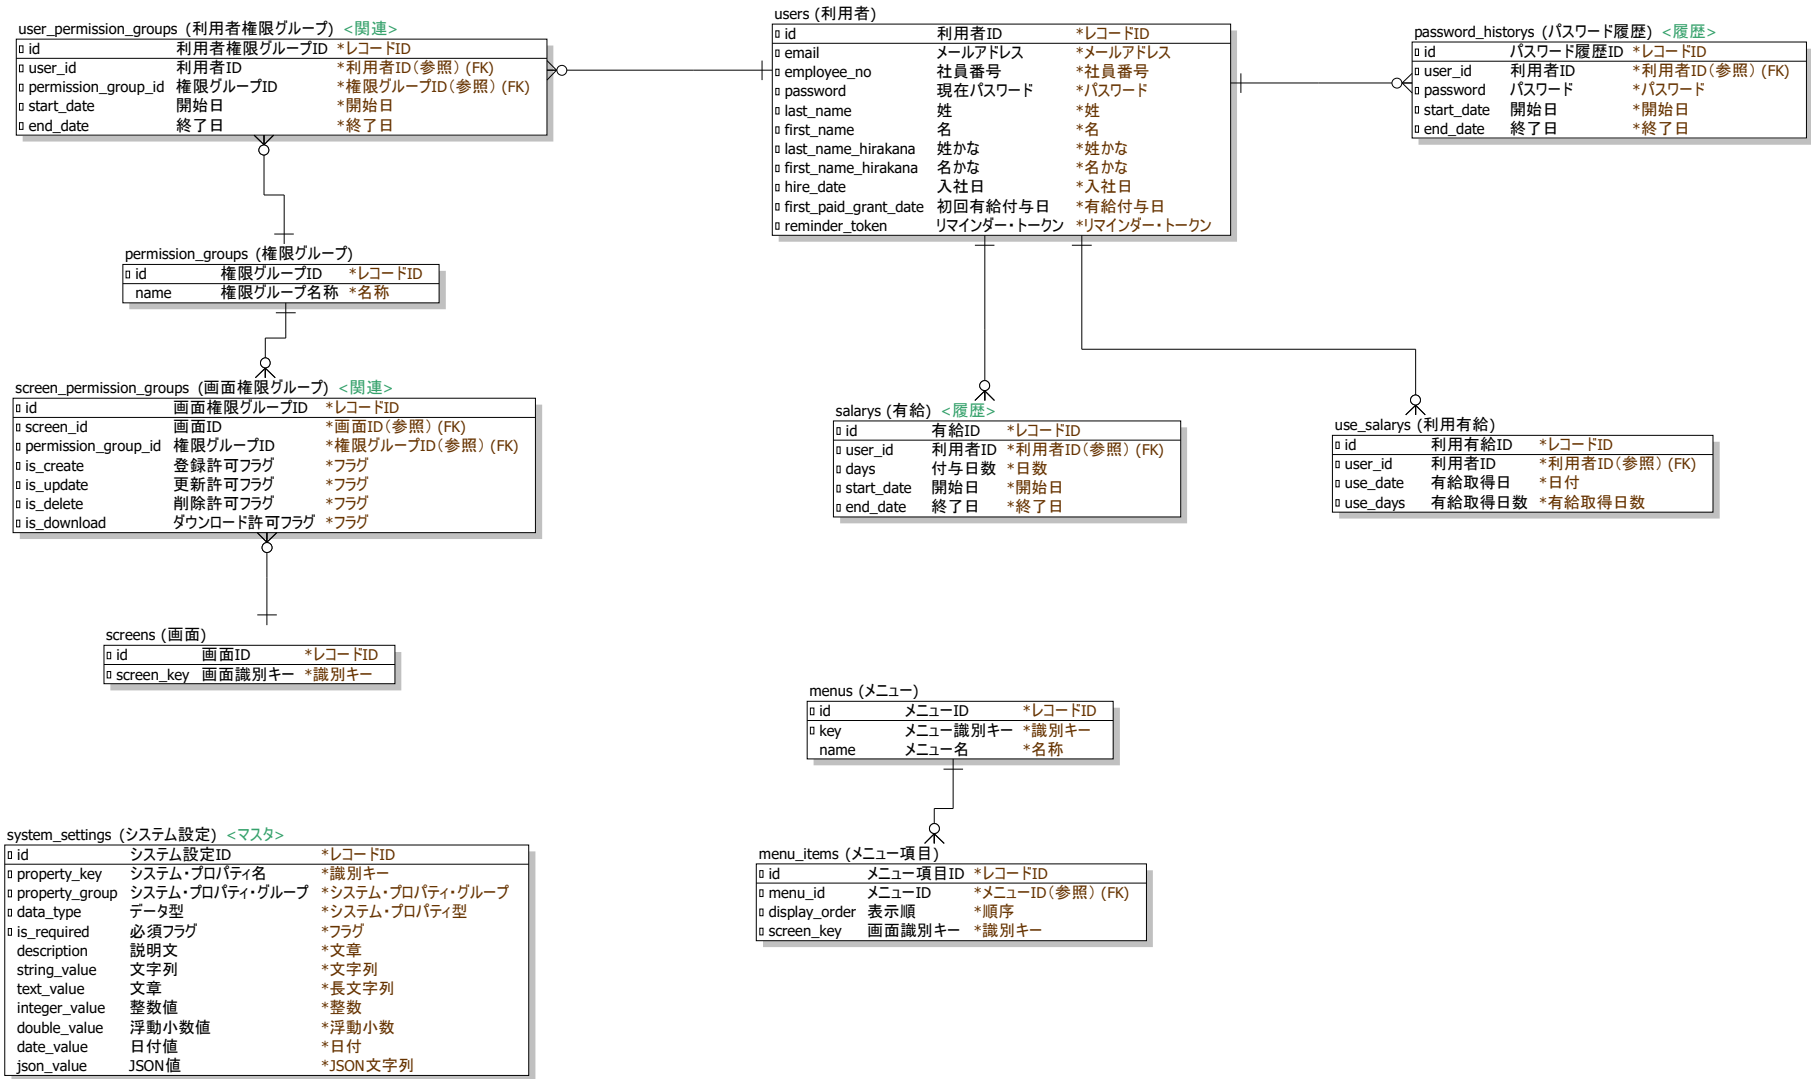 user_permission_groups (利用者権限グループ) <関連>
id 利用者権限グループID *レコードID
user_id 利用者ID *利用者ID(参照) (FK)
permission_group_id 権限グループID *権限グループID(参照) (FK)
start_date 開始日 *開始日
end_date 終了日 *終了日
users (利用者)
id 利用者ID *レコードID
email メールアドレス *メールアドレス
employee_no 社員番号 *社員番号
password 現在パスワード *パスワード
last_name 姓 *姓
first_name 名 *名
last_name_hirakana 姓かな *姓かな
first_name_hirakana 名かな *名かな
hire_date 入社日 *入社日
first_paid_grant_date 初回有給付与日 *有給付与日
reminder_token リマインダー・トークン *リマインダー・トークン
password_historys (パスワード履歴) <履歴>
id パスワード履歴ID *レコードID
user_id 利用者ID *利用者ID(参照) (FK)
password パスワード *パスワード
start_date 開始日 *開始日
end_date 終了日 *終了日
permission_groups (権限グループ)
id 権限グループID *レコードID
name 権限グループ名称 *名称
screen_permission_groups (画面権限グループ) <関連>
id 画面権限グループID *レコードID
screen_id 画面ID *画面ID(参照) (FK)
permission_group_id 権限グループID *権限グループID(参照) (FK)
is_create 登録許可フラグ *フラグ
is_update 更新許可フラグ *フラグ
is_delete 削除許可フラグ *フラグ
is_download ダウンロード許可フラグ *フラグ
salarys (有給) <履歴>
id 有給ID *レコードID
user_id 利用者ID *利用者ID(参照) (FK)
days 付与日数 *日数
start_date 開始日 *開始日
end_date 終了日 *終了日
use_salarys (利用有給)
id 利用有給ID *レコードID
user_id 利用者ID *利用者ID(参照) (FK)
use_date 有給取得日 *日付
use_days 有給取得日数 *有給取得日数
screens (画面)
id 画面ID *レコードID
screen_key 画面識別キー *識別キー
menus (メニュー)
id メニューID *レコードID
key メニュー識別キー *識別キー
name メニュー名 *名称
menu_items (メニュー項目)
id メニュー項目ID *レコードID
menu_id メニューID *メニューID(参照) (FK)
display_order 表示順 *順序
screen_key 画面識別キー *識別キー
system_settings (システム設定) <マスタ>
id システム設定ID *レコードID
property_key システム・プロパティ名 *識別キー
property_group システム・プロパティ・グループ *システム・プロパティ・グループ
data_type データ型 *システム・プロパティ型
is_required 必須フラグ *フラグ
description 説明文 *文章
string_value 文字列 *文字列
text_value 文章 *長文字列
integer_value 整数値 *整数
double_value 浮動小数値 *浮動小数
date_value 日付値 *日付
json_value JSON値 *JSON文字列